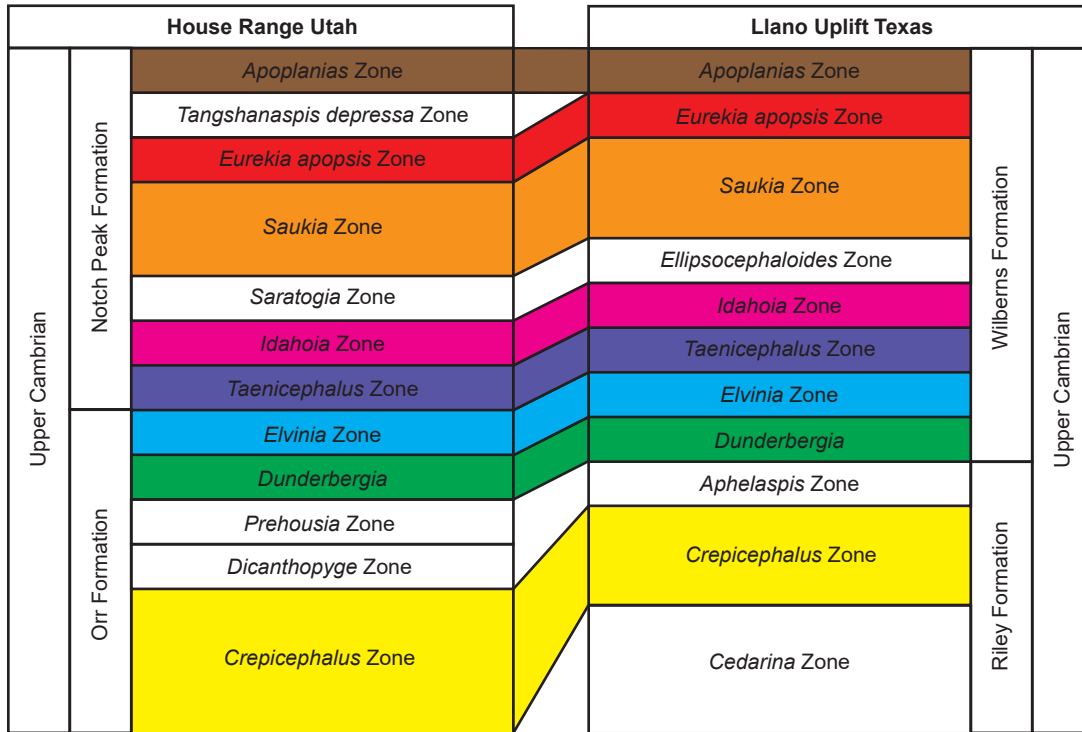 House Range Utah
Llano Uplift Texas
Upper Cambrian
Notch Peak Formation
Orr Formation
Apoplanias Zone
Tangshanaspis depressa Zone
Eurekia apopsis Zone
Saukia Zone
Saratogia Zone
Idahoia Zone
Taenicephalus Zone
Elvinia Zone
Dunderbergia
Prehousia Zone
Dicanthopyge Zone
Crepicephalus Zone
Apoplanias Zone
Eurekia apopsis Zone
Saukia Zone
Ellipsocephaloides Zone
Idahoia Zone
Taenicephalus Zone
Elvinia Zone
Dunderbergia
Aphelaspis Zone
Crepicephalus Zone
Cedarina Zone
Wilberns Formation
Riley Formation
Upper Cambrian